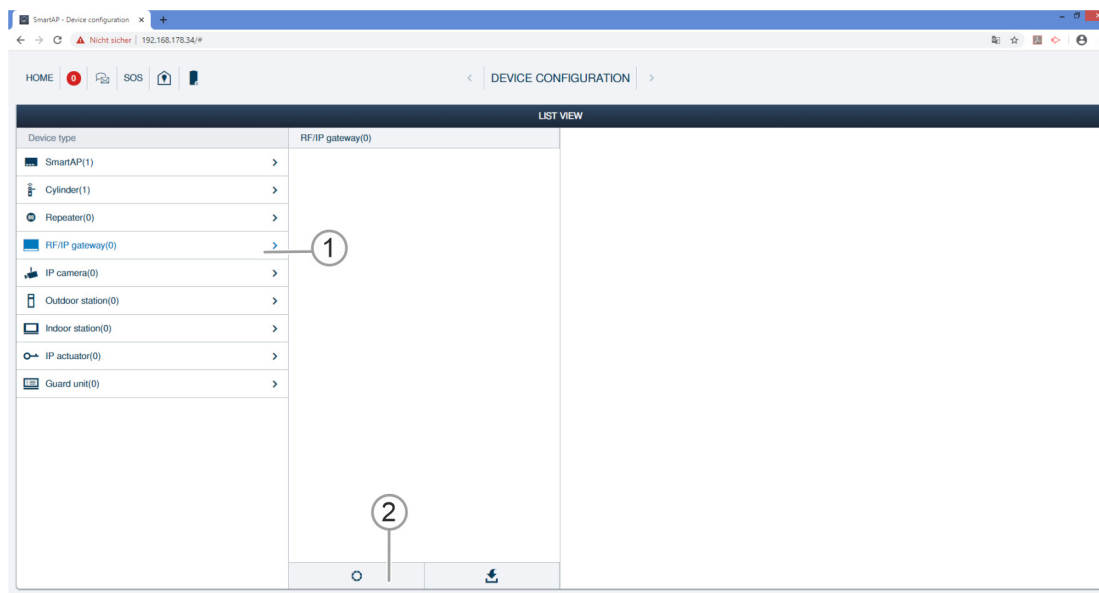 SmartAP - Device configuration
Nicht sicher | 192.168.178.34/#
HOME 0 SOS DEVICE CONFIGURATION
LIST VIEW
Device type RF/IP gateway(0)
SmartAP(1)
Cylinder(1)
Repeater(0)
RF/IP gateway(0)
1
IP camera(0)
Outdoor station(0)
Indoor station(0)
IP actuator(0)
Guard unit(0)
2